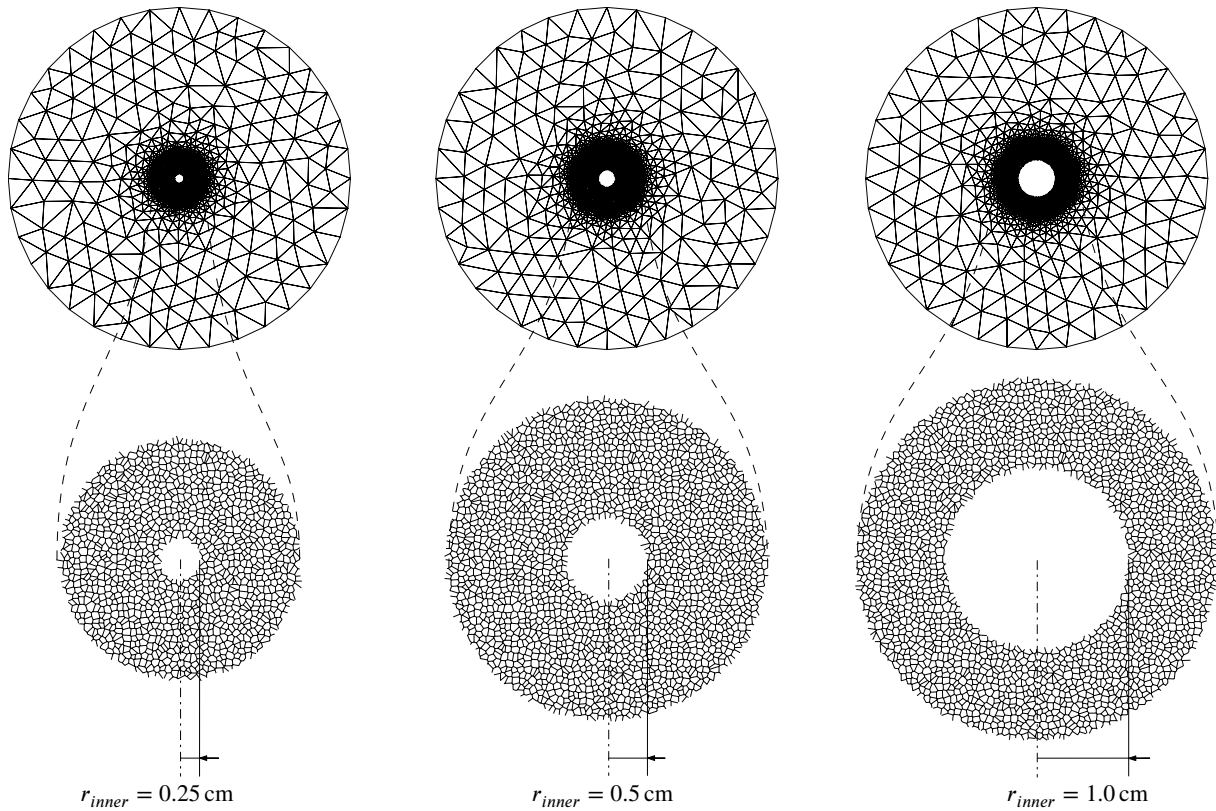 r_inner = 0.25 cm
r_inner = 0.5 cm
r_inner = 1.0 cm